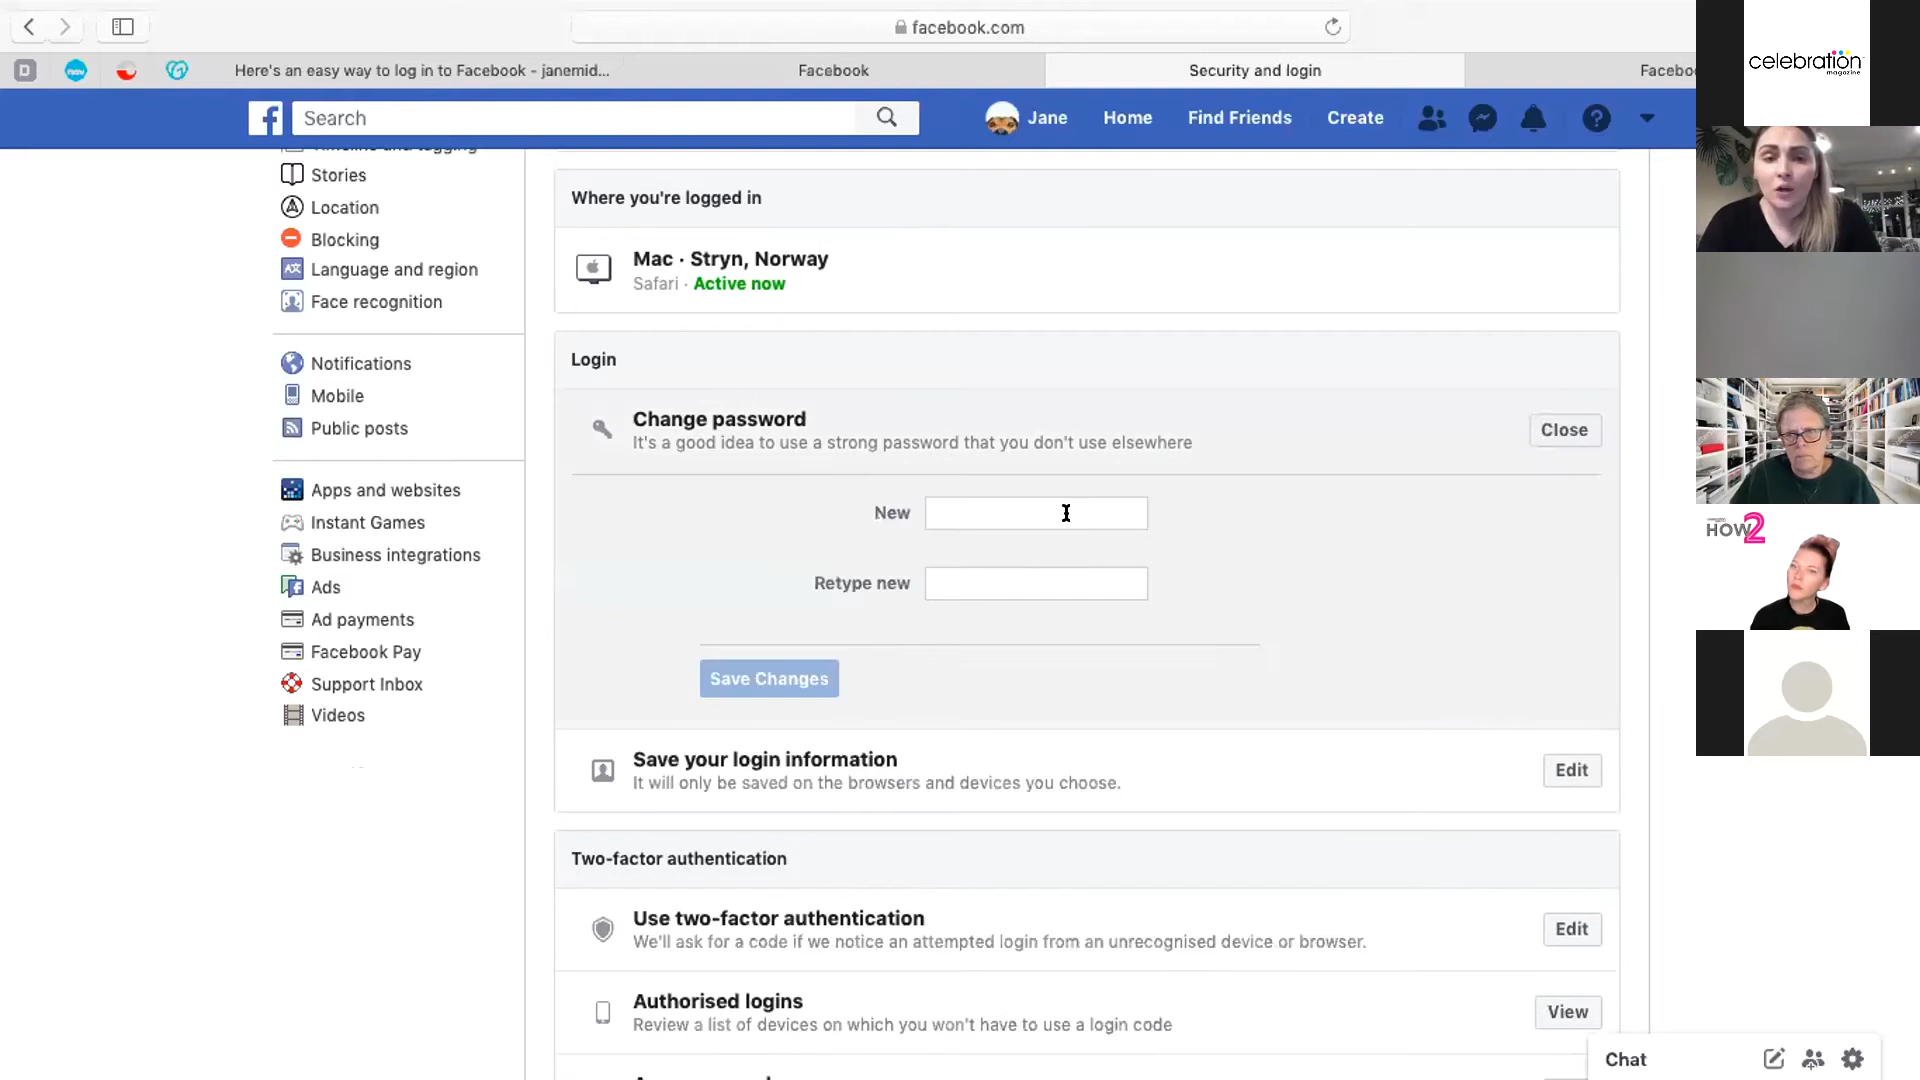 facebook.com
D
Here's an easy way to log in to Facebook - janemid...
Facebook
Security and login
Facebo
celebration
magazine
Search
Jane
Home
Find Friends
Create
Timeline and tagging
Stories
Location
Blocking
Language and region
Face recognition
Notifications
Mobile
Public posts
Apps and websites
Instant Games
Business integrations
Ads
Ad payments
Facebook Pay
Support Inbox
Videos
Where you're logged in
Mac · Stryn, Norway
Safari · Active now
Login
Change password
It's a good idea to use a strong password that you don't use elsewhere
Close
New
Retype new
Save Changes
Save your login information
It will only be saved on the browsers and devices you choose.
Edit
Two-factor authentication
Use two-factor authentication
We'll ask for a code if we notice an attempted login from an unrecognised device or browser.
Edit
Authorised logins
Review a list of devices on which you won't have to use a login code
View
Chat
HOW2